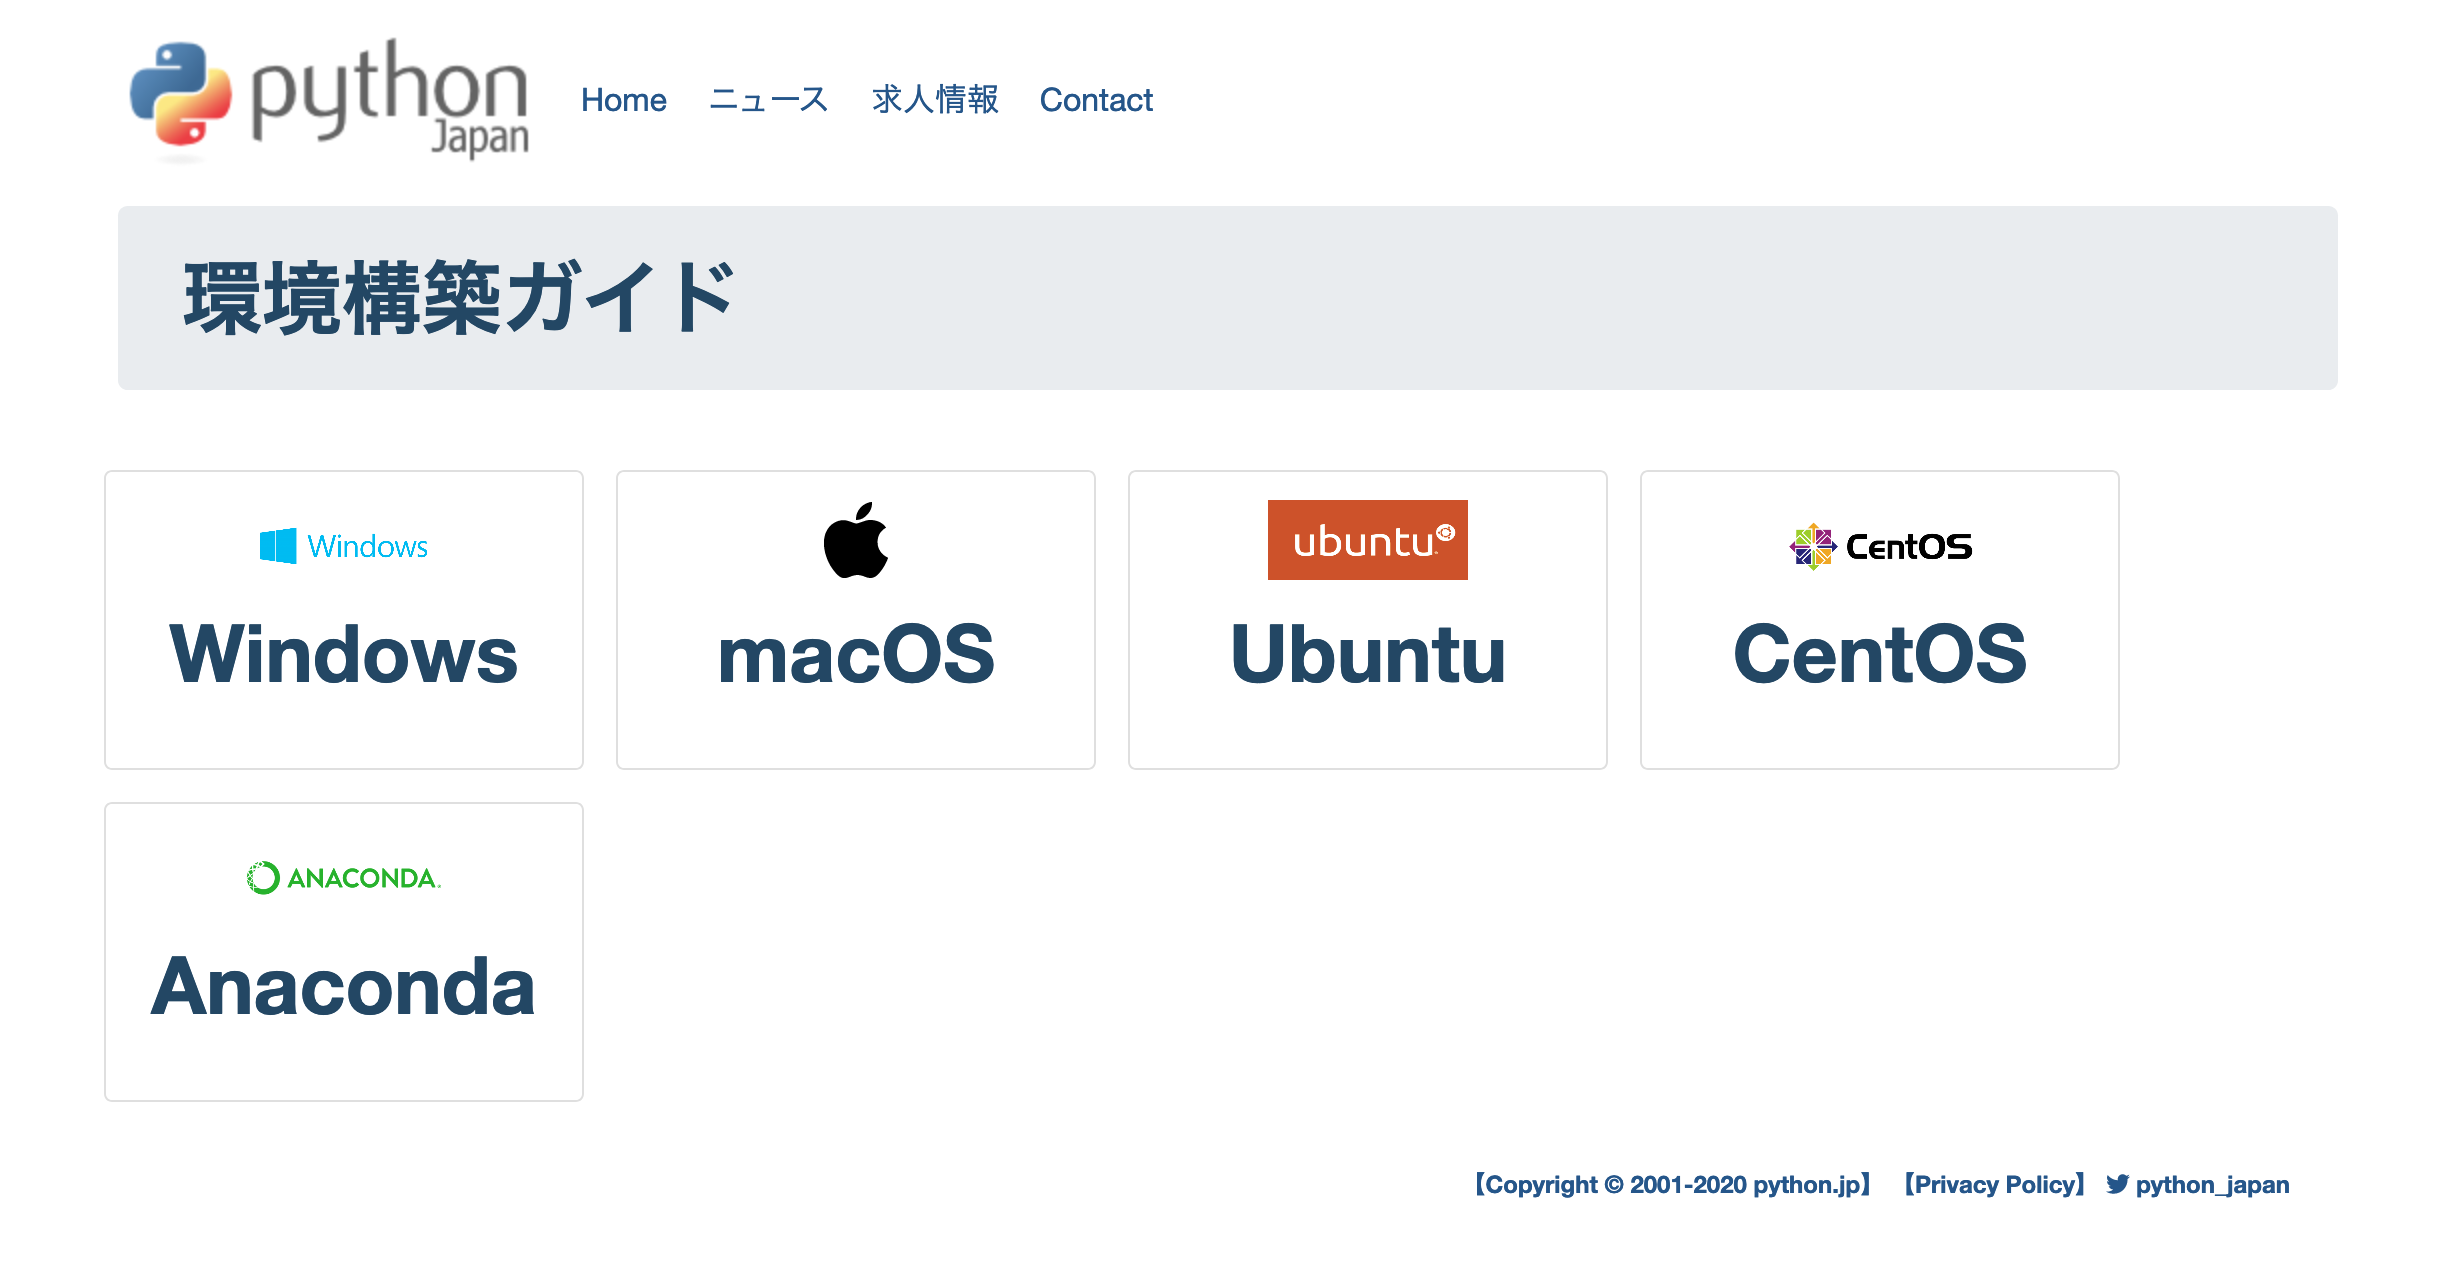 python
Japan
Home ニュース 求人情報 Contact
環境構築ガイド
Windows
Windows
macOS
ubuntu
Ubuntu
CentOS
CentOS
ANACONDA
Anaconda
【Copyright © 2001-2020 python.jp】 【Privacy Policy】 python_japan